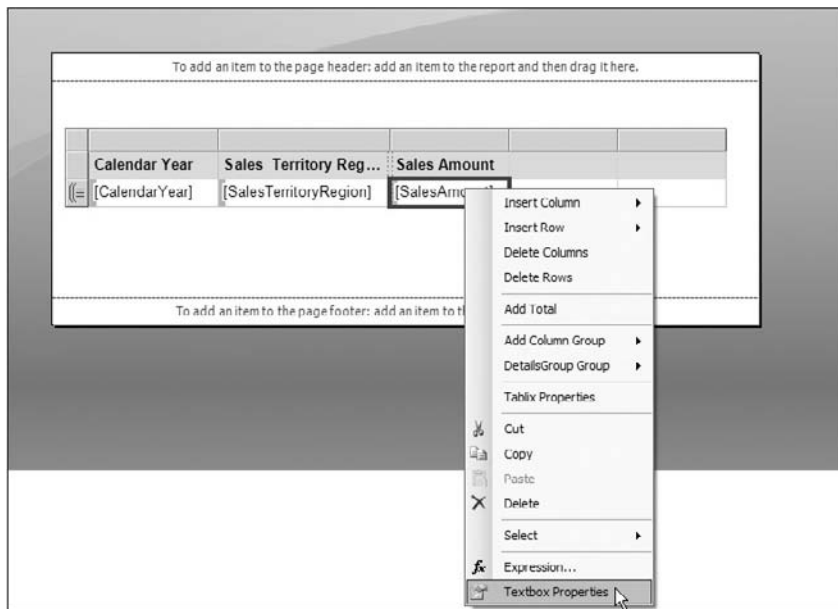 To add an item to the page header: add an item to the report and then drag it here.
Calendar Year Sales Territory Reg... Sales Amount
[CalendarYear] [SalesTerritoryRegion] [SalesAmo
Insert Column
Insert Row
Delete Columns
Delete Rows
To add an item to the page footer: add an item to th
Add Total
Add Column Group
DetailsGroup Group
Tablix Properties
Cut
Copy
Paste
Delete
Select
fx Expression...
Textbox Properties